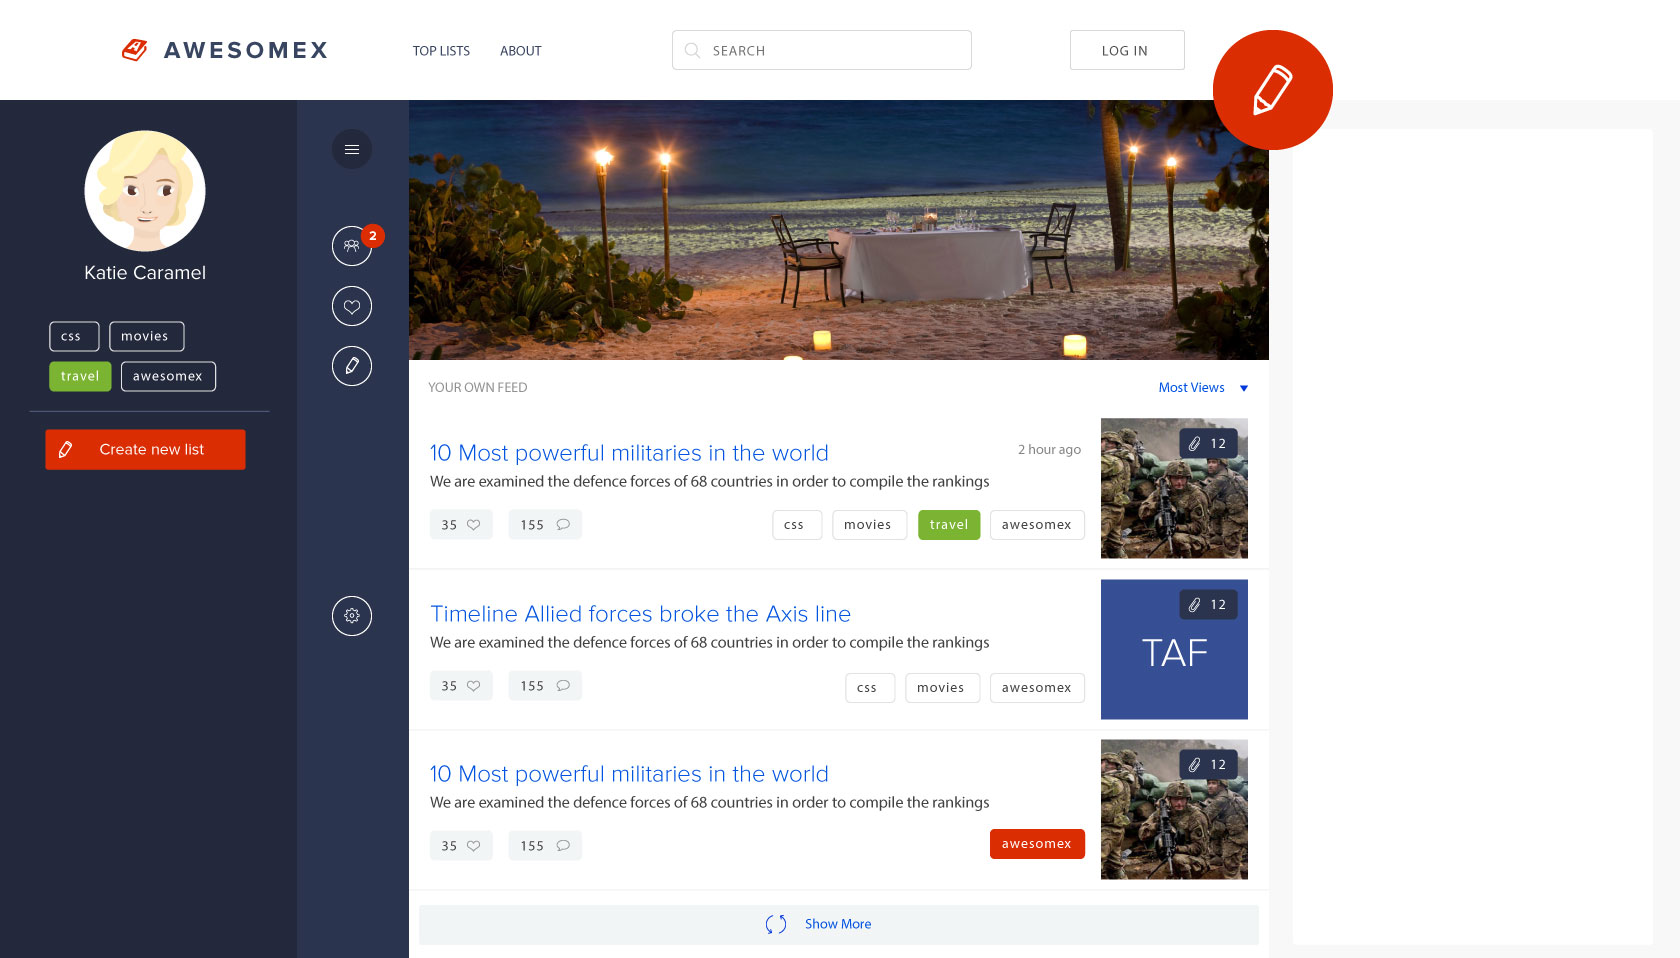 AWESOMEX
TOP LISTS
ABOUT
SEARCH
LOG IN
Katie Caramel
css
movies
travel
awesomex
Create new list
2
YOUR OWN FEED
Most Views
10 Most powerful militaries in the world
2 hour ago
We are examined the defence forces of 68 countries in order to compile the rankings
35
155
css
movies
travel
awesomex
12
Timeline Allied forces broke the Axis line
We are examined the defence forces of 68 countries in order to compile the rankings
35
155
css
movies
awesomex
12
TAF
10 Most powerful militaries in the world
We are examined the defence forces of 68 countries in order to compile the rankings
35
155
awesomex
12
Show More